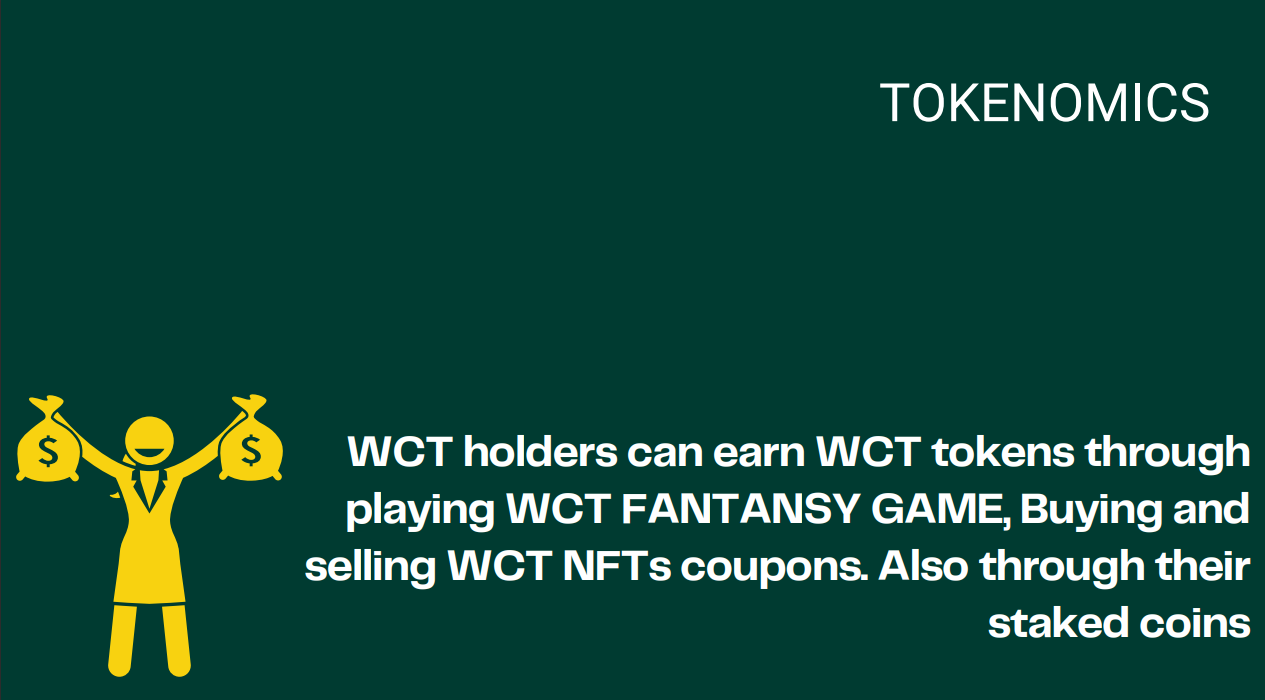 TOKENOMICS
$
$
WCT holders can earn WCT tokens through
playing WCT FANTANSY GAME, Buying and
selling WCT NFTs coupons. Also through their
staked coins